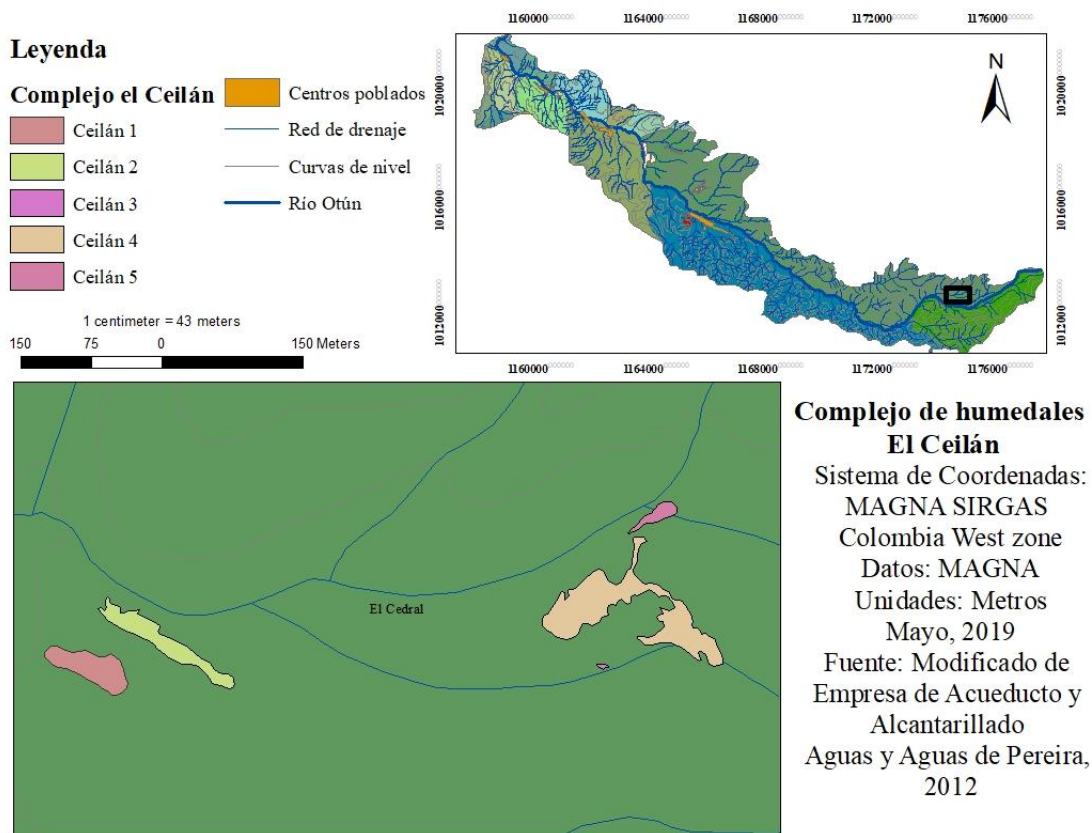 Leyenda
Complejo el Ceilán
Ceilán 1
Ceilán 2
Ceilán 3
Ceilán 4
Ceilán 5
Centros poblados
Red de drenaje
Curvas de nivel
Río Otún
1 centimeter = 43 meters
150 75 0 150 Meters
1160000 1164000 1168000 1172000 1176000
1020000 1020000
1016000 1016000
1012000 1012000
N
1160000 1164000 1168000 1172000 1176000
El Cedral
Complejo de humedales
El Ceilán
Sistema de Coordenadas:
MAGNA SIRGAS
Colombia West zone
Datos: MAGNA
Unidades: Metros
Mayo, 2019
Fuente: Modificado de
Empresa de Acueducto y
Alcantarillado
Aguas y Aguas de Pereira,
2012